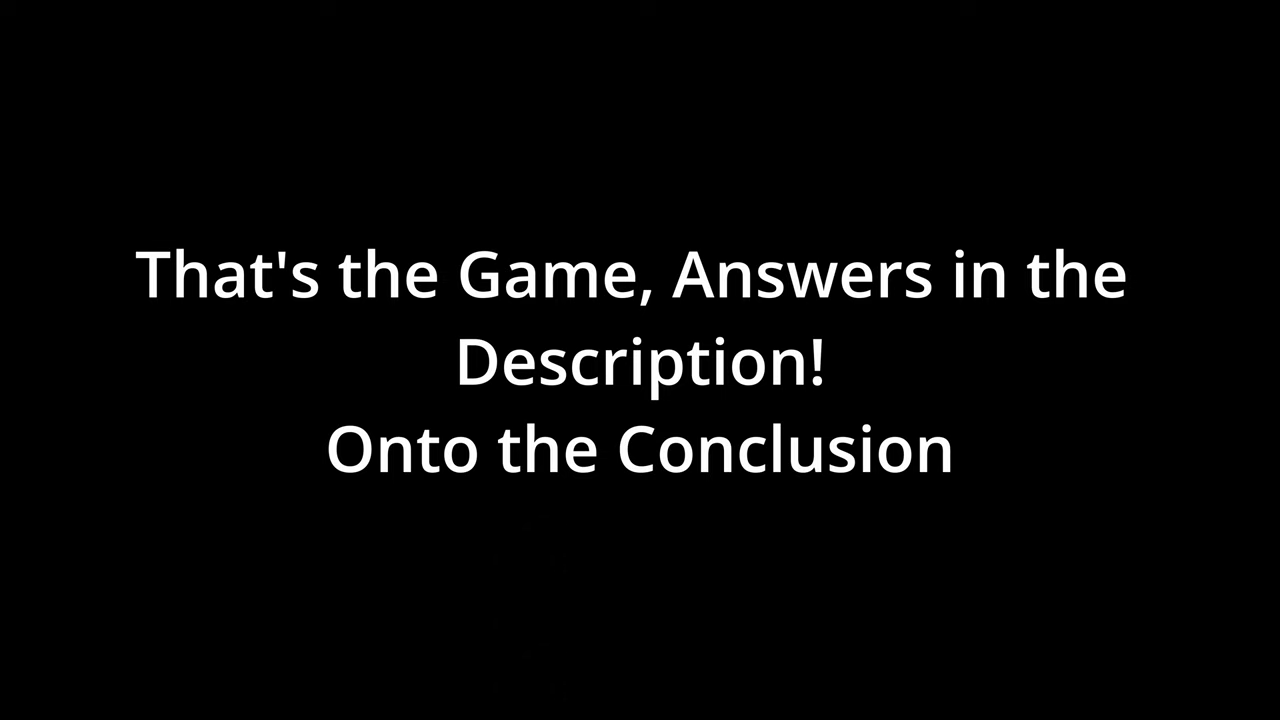 That's the Game, Answers in the
Description!
Onto the Conclusion